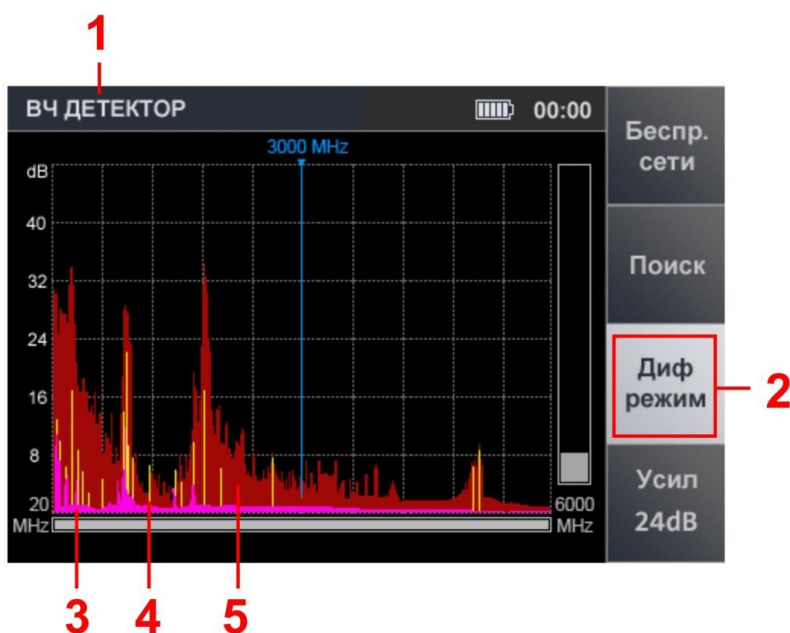 1
ВЧ ДЕТЕКТОР
00:00
3000 MHz
dB
40
32
24
16
8
20
MHz
6000
MHz
Беспр.
сети
Поиск
Диф
режим
Усил
24dB
2
3
4
5